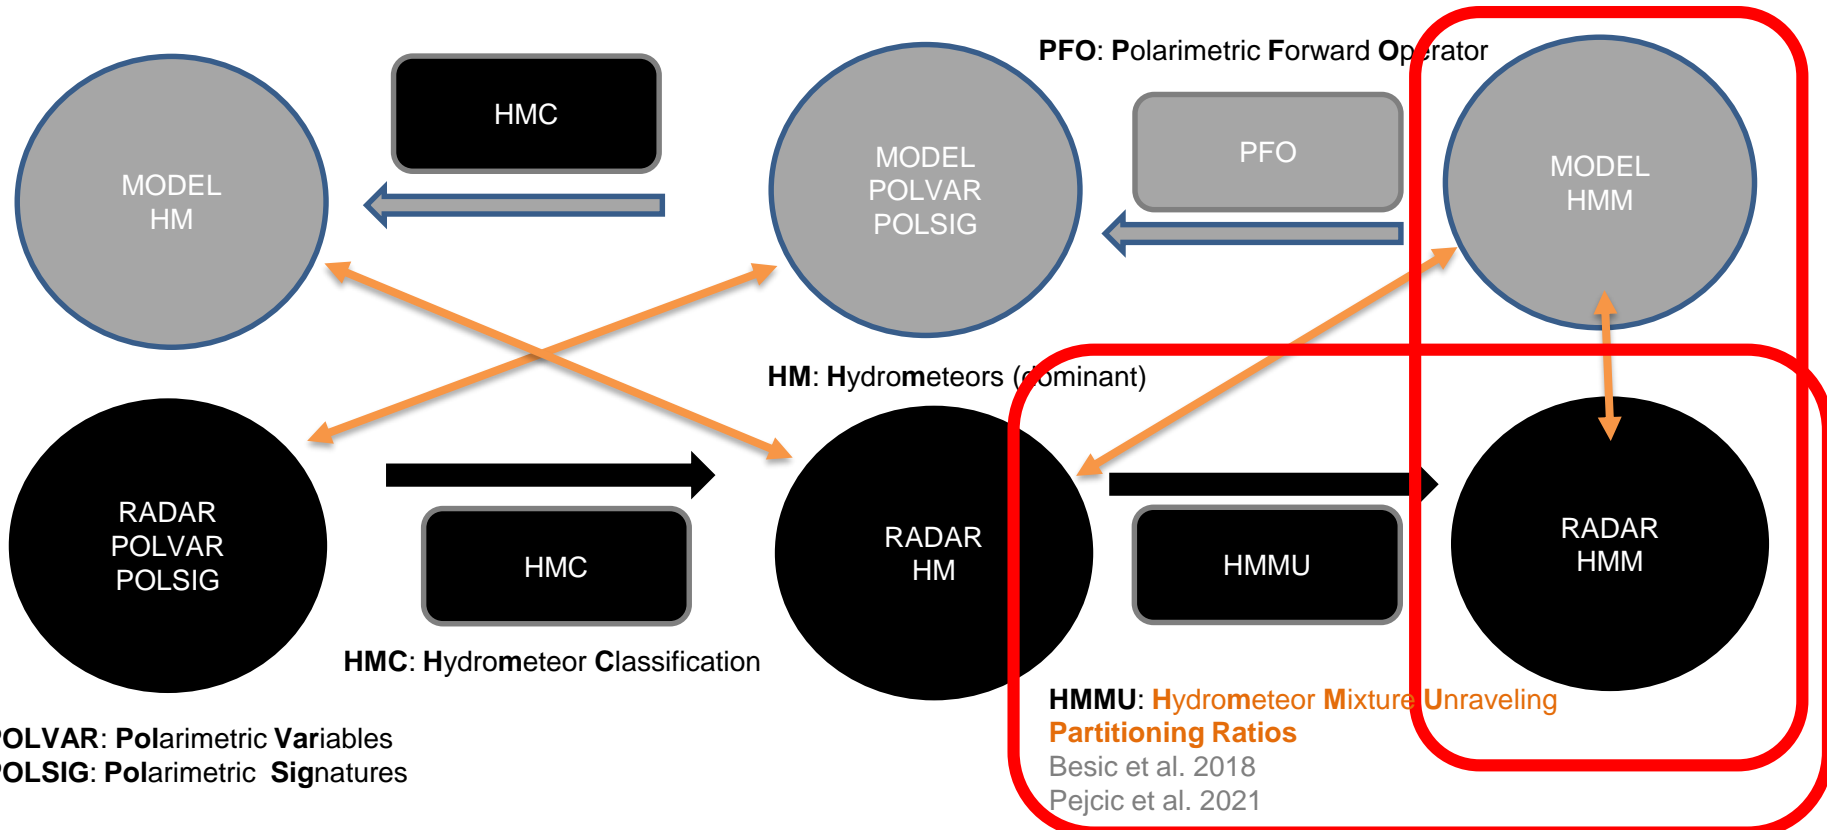 PFO: Polarimetric Forward Operator
HMC
MODEL
HM
MODEL
POLVAR
POLSIG
PFO
MODEL
HMM
HM: Hydrometeors (dominant)
RADAR
POLVAR
POLSIG
HMC
RADAR
HM
HMMU
RADAR
HMM
HMC: Hydrometeor Classification
HMMU: Hydrometeor Mixture Unraveling
Partitioning Ratios
Besic et al. 2018
Pejcic et al. 2021
POLVAR: Polarimetric Variables
POLSIG: Polarimetric Signatures